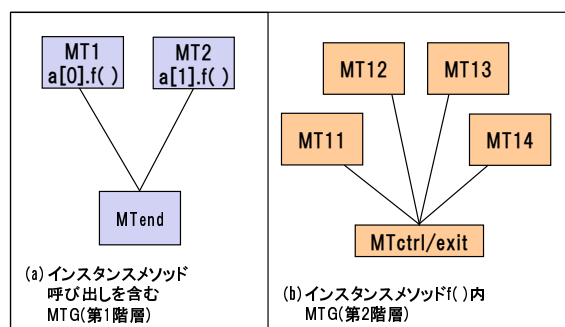 MT1
a[0].f( )
MT2
a[1].f( )
MTend
(a) インスタンスメソッド
呼び出しを含む
MTG(第1階層)
MT12
MT13
MT11
MT14
MTctrl/exit
(b) インスタンスメソッドf( )内
MTG(第2階層)